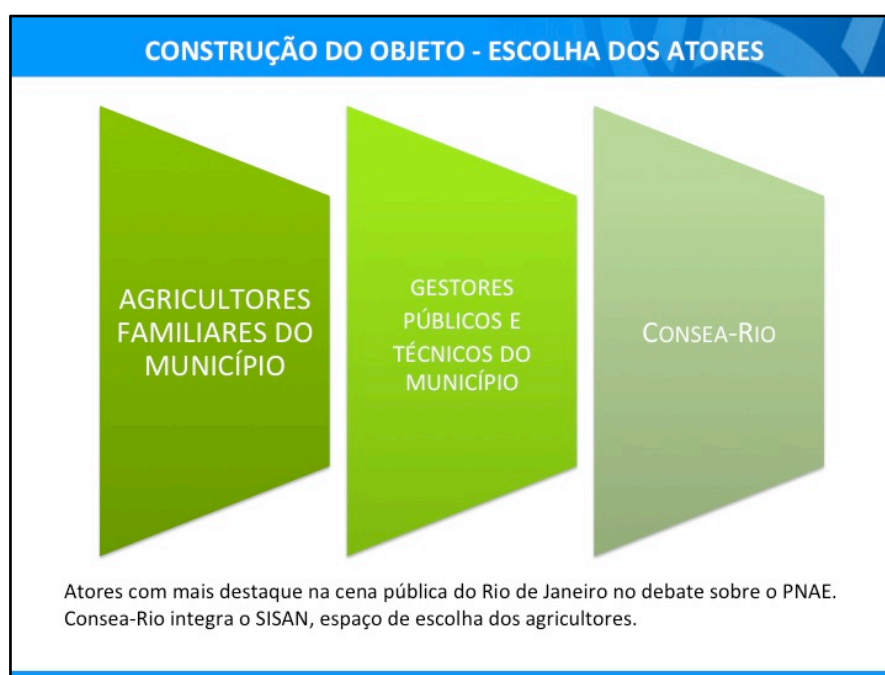 CONSTRUÇÃO DO OBJETO - ESCOLHA DOS ATORES
AGRICULTORES
FAMILIARES DO
MUNICÍPIO
GESTORES
PÚBLICOS E
TÉCNICOS DO
MUNICÍPIO
CONSEA-RIO
Atores com mais destaque na cena pública do Rio de Janeiro no debate sobre o PNAE.
Consea-Rio integra o SISAN, espaço de escolha dos agricultores.